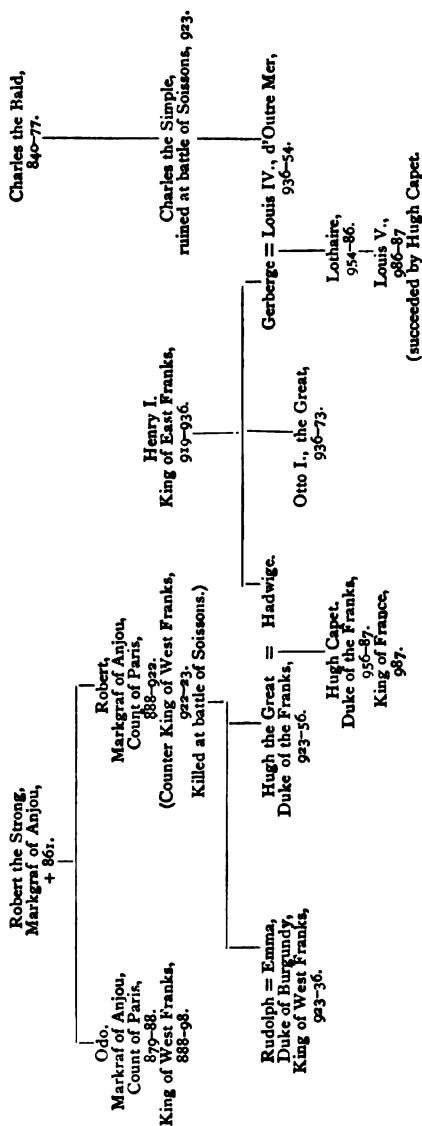 Robert the Strong,
Markgraf of Anjou,
+ 861.
Charles the Bald,
840–77.
Odo.
Markraf of Anjou,
Count of Paris,
879–88.
King of West Franks,
888–98.
Robert,
Markgraf of Anjou,
Count of Paris,
888–922.
(Counter King of West Franks,
922–23.
Killed at battle of Soissons.)
Henry I.
King of East Franks,
919–936.
Charles the Simple,
ruined at battle of Soissons, 923.
Rudolph = Emma,
Duke of Burgundy,
King of West Franks,
923–36.
Hugh the Great = Hadwige.
Duke of the Franks,
923–56.
Otto I., the Great,
936–73.
Gerberge = Louis IV., d'Outre Mer,
936–54.
Hugh Capet.
Duke of the Franks,
956–87.
King of France,
987.
Lothaire,
954–86.
Louis V.,
986–87
(succeeded by Hugh Capet.